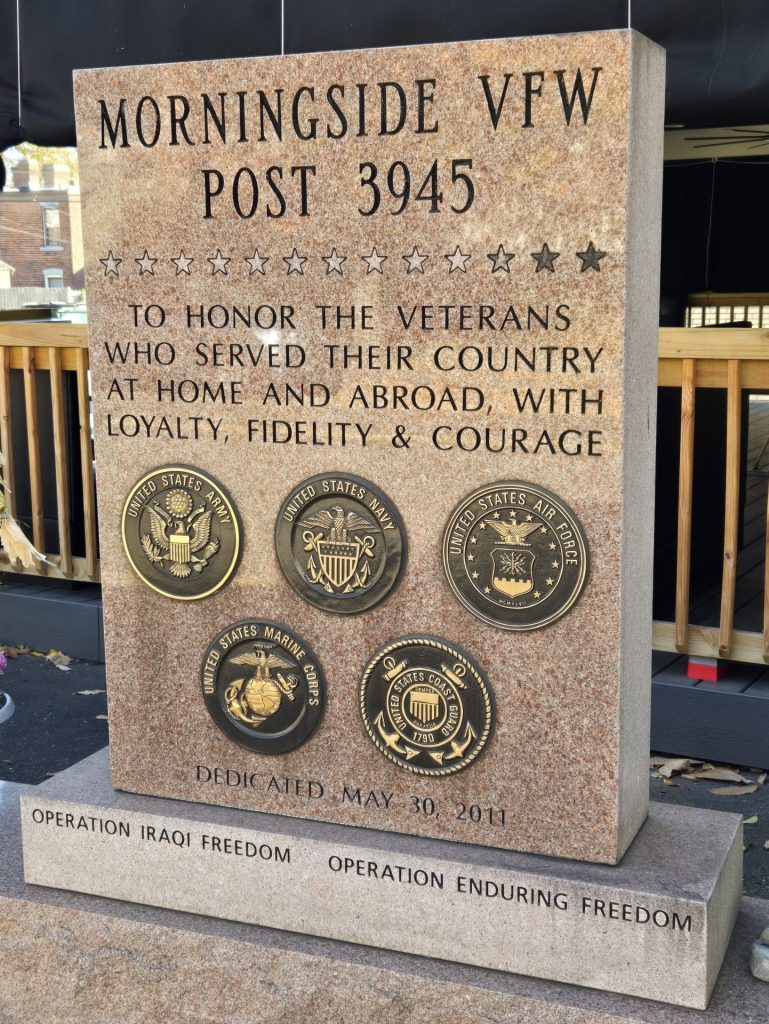 MORNINGSIDE VFW
POST 3945
TO HONOR THE VETERANS
WHO SERVED THEIR COUNTRY
AT HOME AND ABROAD, WITH
LOYALTY, FIDELITY & COURAGE
UNITED STATES ARMY
UNITED STATES NAVY
UNITED STATES AIR FORCE
MCMXLVII
UNITED STATES MARINE CORPS
UNITED STATES COAST GUARD
1790
DEDICATED MAY 30, 2011
OPERATION IRAQI FREEDOM OPERATION ENDURING FREEDOM